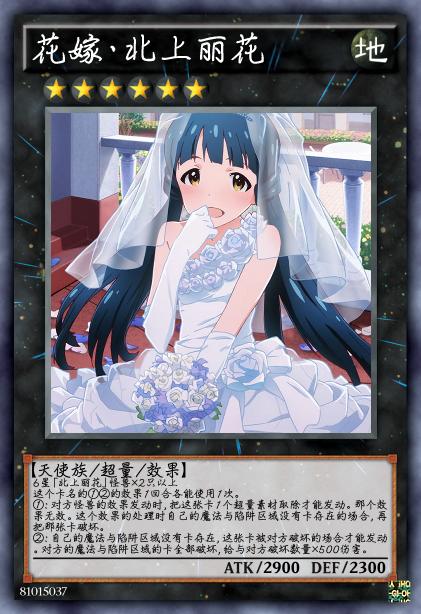 花嫁·北上丽花
地
【天使族/超量/效果】
6星「北上丽花」怪兽×2只以上
这个卡名的①②的效果1回合各能使用1次。
①:对方怪兽的效果发动时,把这张卡1个超量素材取除才能发动。那个效
果无效。这个效果的处理时自己的魔法与陷阱区域没有卡存在的场合,再
把那张卡破坏。
②:自己的魔法与陷阱区域没有卡存在,这张卡被对方破坏的场合才能发
动。对方的魔法与陷阱区域的卡全部破坏,给与对方破坏数量×500伤害。
ATK/2900 DEF/2300
81015037